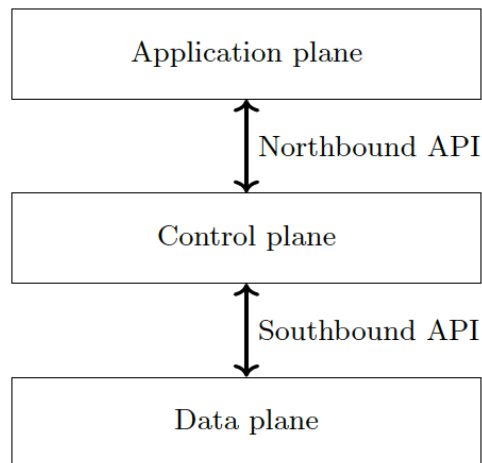 Application plane
Northbound API
Control plane
Southbound API
Data plane